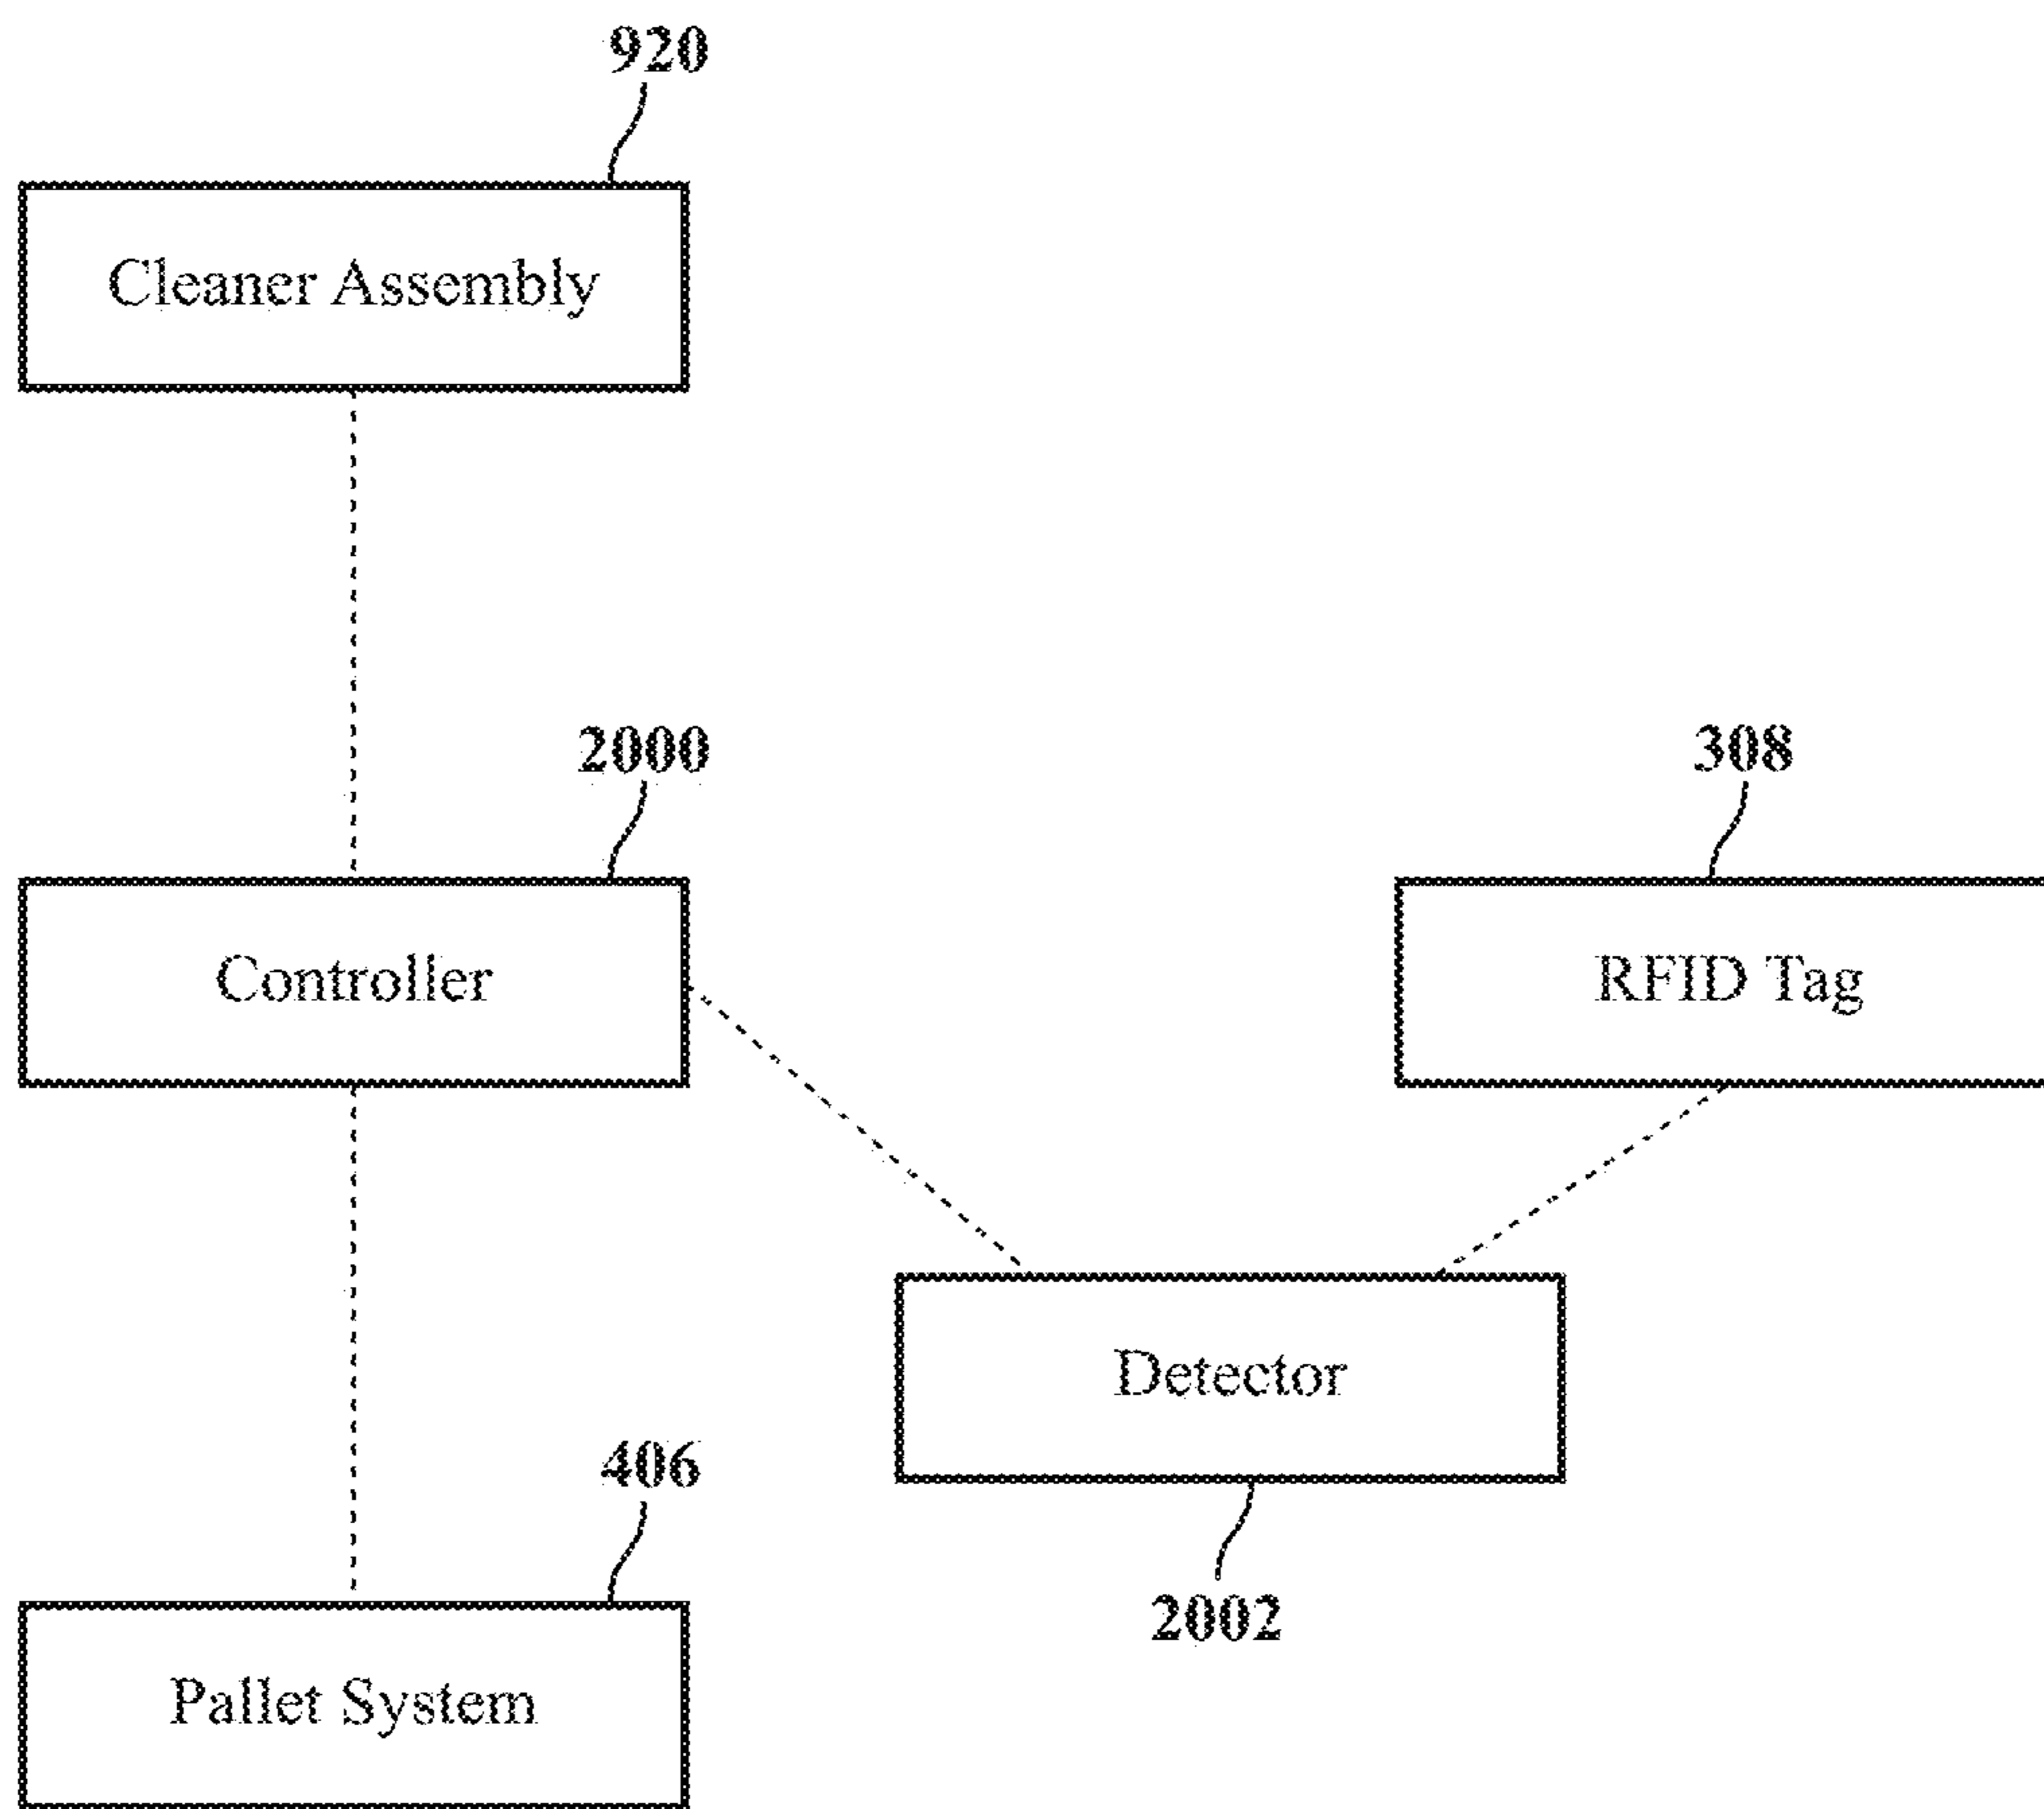 920
Cleaner Assembly
2000
308
Controller
RFID Tag
Detector
406
2002
Pallet System